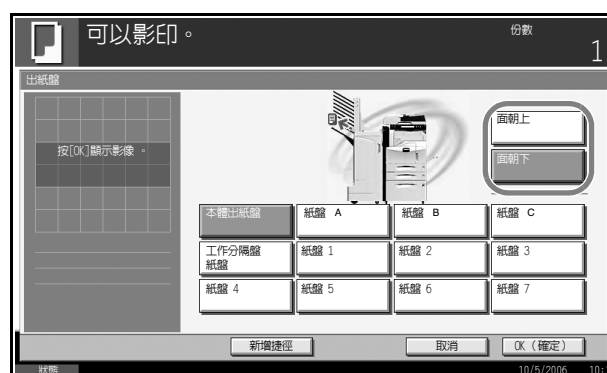 可以影印。
份數
1
出紙盤
按[OK]顯示影像。
面朝上
面朝下
本體出紙盤
紙盤 A
紙盤 B
紙盤 C
工作分隔盤
紙盤
紙盤 1
紙盤 2
紙盤 3
紙盤 4
紙盤 5
紙盤 6
紙盤 7
新增捷徑
取消
OK（確定）
狀態
10/5/2006 10: